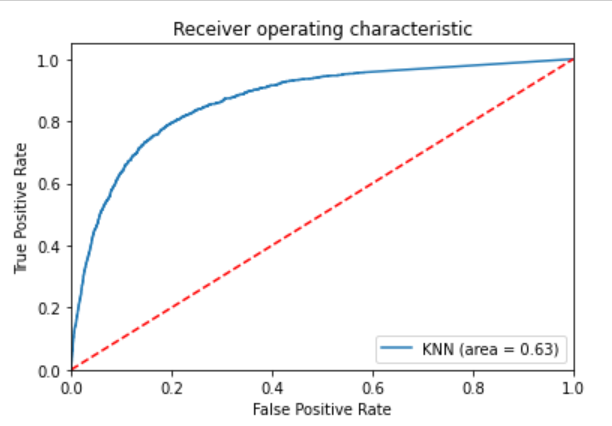 Receiver operating characteristic
1.0
0.8
0.6
0.4
0.2
0.0
True Positive Rate
KNN (area = 0.63)
0.0 0.2 0.4 0.6 0.8 1.0
False Positive Rate